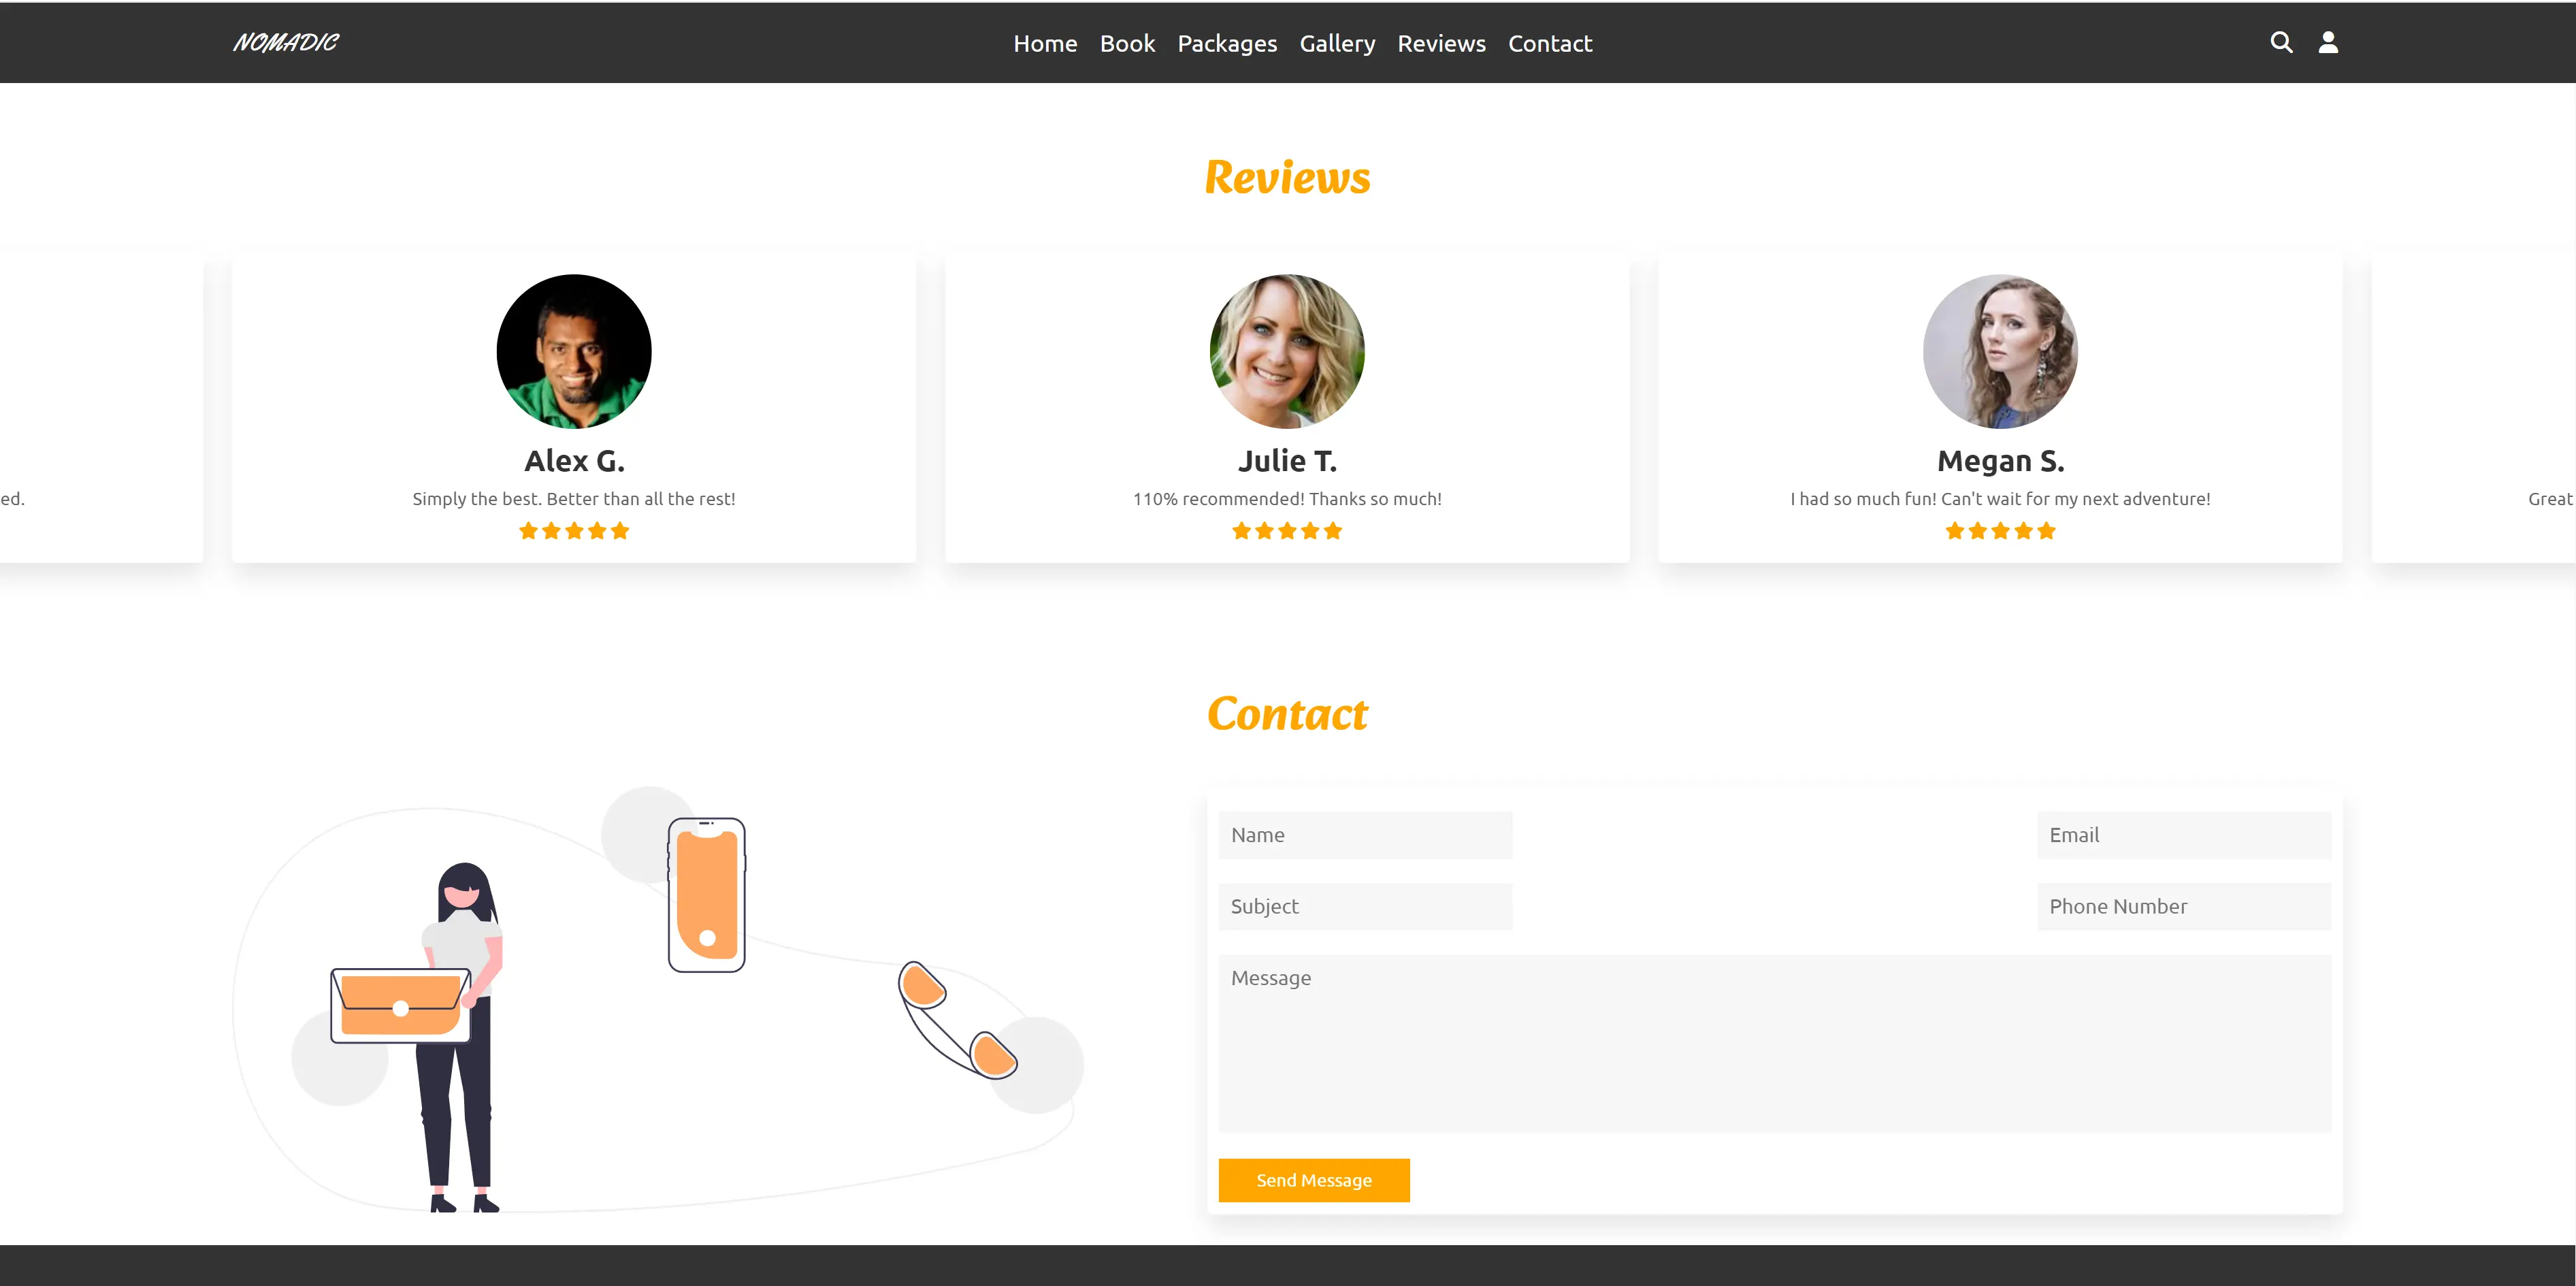 NOMADIC
Home Book Packages Gallery Reviews Contact
Reviews
Alex G.
Julie T.
Megan S.
ed.
Simply the best. Better than all the rest!
110% recommended! Thanks so much!
I had so much fun! Can't wait for my next adventure!
Great
Contact
Name
Email
Subject
Phone Number
Message
Send Message